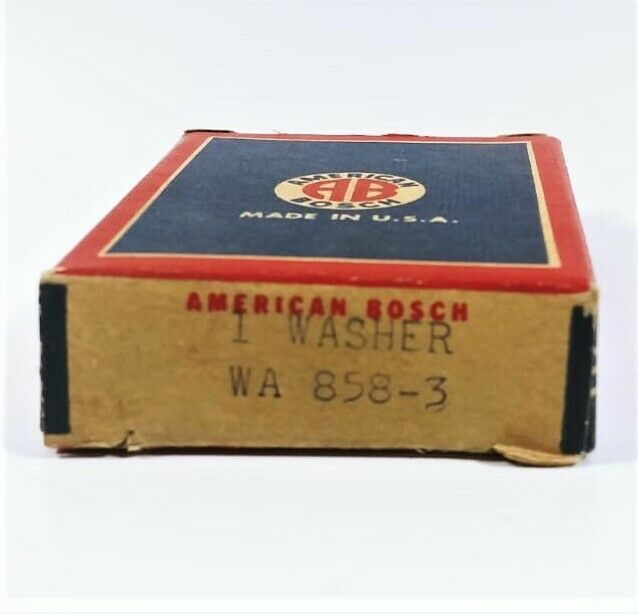 AMERICAN
AB
BOSCH
MADE IN U.S.A.
AMERICAN BOSCH
1 WASHER
WA 858-3